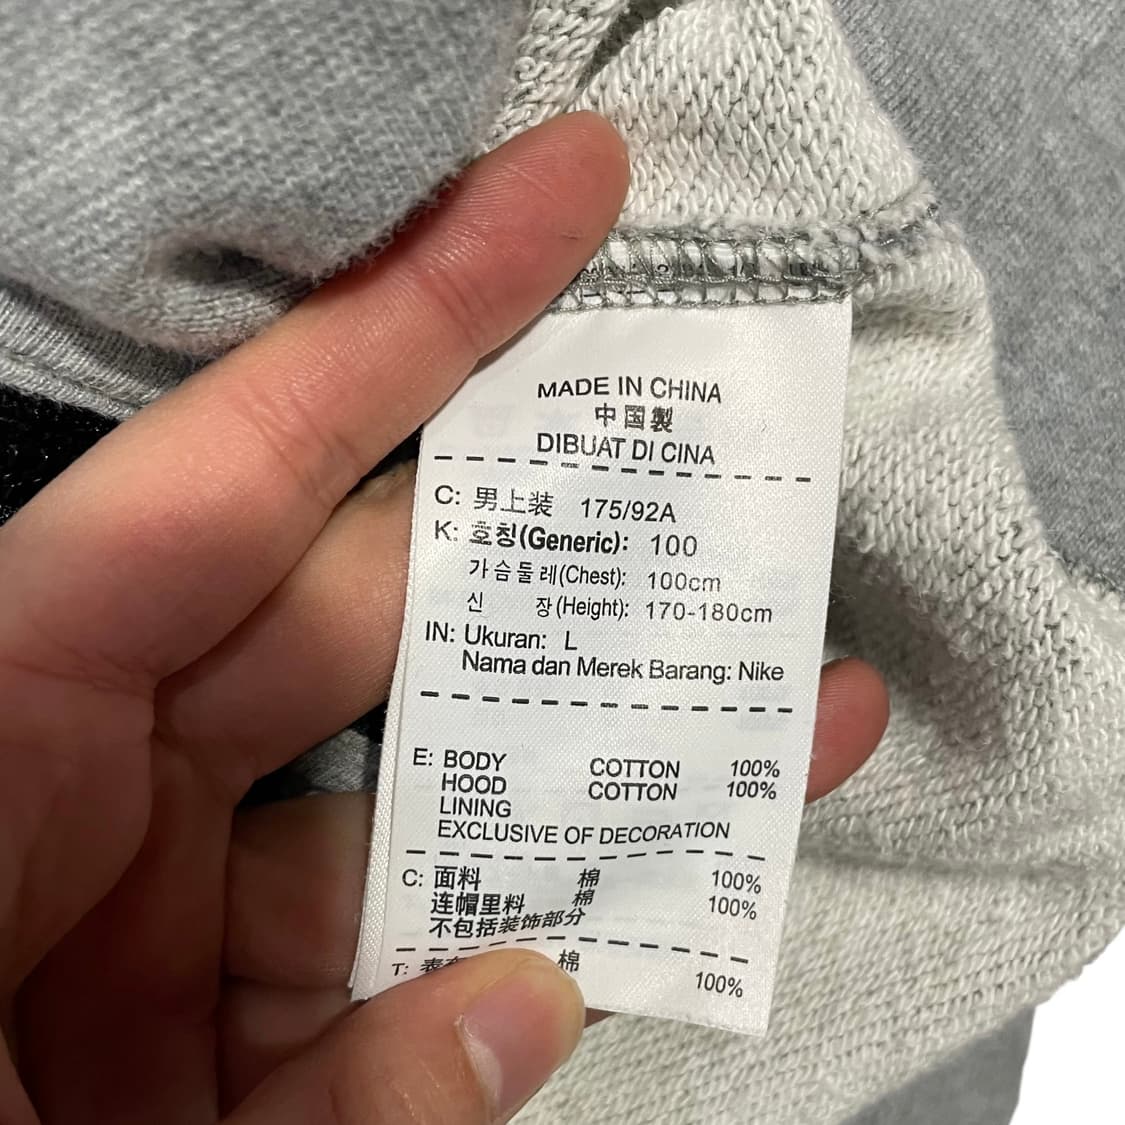 MADE IN CHINA
中国製
DIBUAT DI CINA
C: 男上装 175/92A
K: 호칭(Generic): 100
가슴둘레(Chest): 100cm
신 장(Height): 170-180cm
IN: Ukuran: L
Nama dan Merek Barang: Nike
E: BODY COTTON 100%
HOOD COTTON 100%
LINING
EXCLUSIVE OF DECORATION
C: 面料 棉 100%
连帽里料 棉 100%
不包括装饰部分
T: 棉 100%